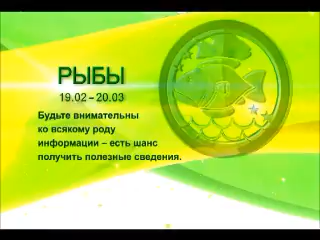 РЫБЫ
19.02 – 20.03
Будьте внимательны
ко всякому роду
информации – есть шанс
получить полезные сведения.